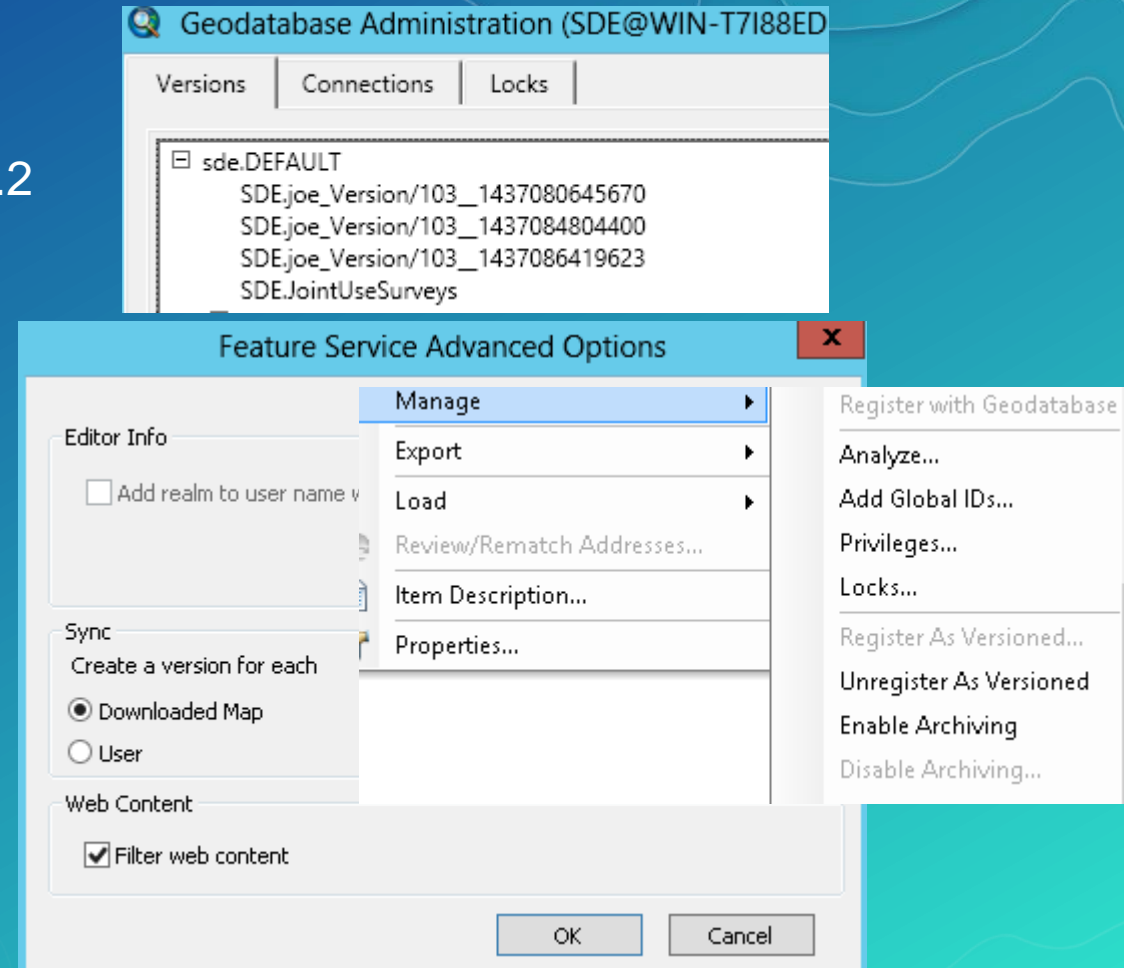 Geodatabase Administration (SDE@WIN-T7I88ED
Versions
Connections
Locks
.2
sde.DEFAULT
SDE.joe_Version/103__1437080645670
SDE.joe_Version/103__1437084804400
SDE.joe_Version/103__1437086419623
SDE.JointUseSurveys
Feature Service Advanced Options
Editor Info
Add realm to user name w
Sync
Create a version for each
Downloaded Map
User
Web Content
Filter web content
OK
Cancel
Manage
Export
Load
Review/Rematch Addresses...
Item Description...
Properties...
Register with Geodatabase
Analyze...
Add Global IDs...
Privileges...
Locks...
Register As Versioned...
Unregister As Versioned
Enable Archiving
Disable Archiving...